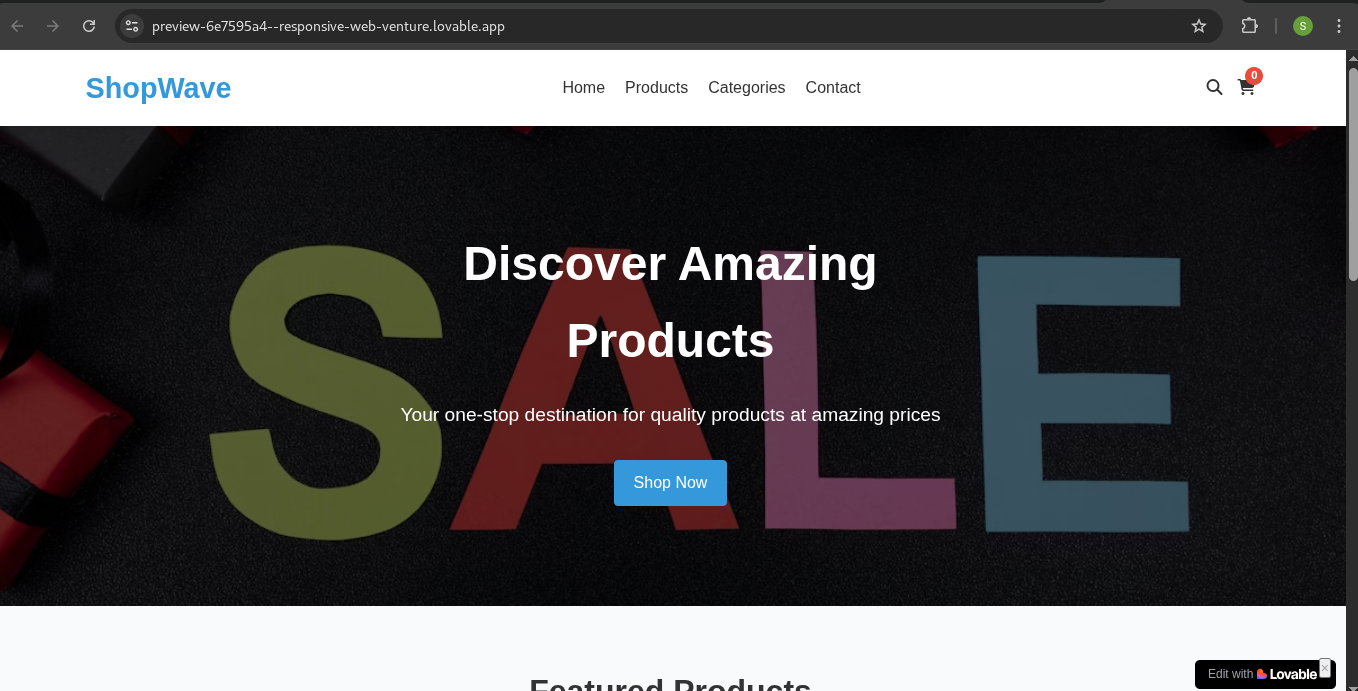 preview-6e7595a4--responsive-web-venture.lovable.app
S
ShopWave
Home Products Categories Contact
0
SALE
Discover Amazing
Products
Your one-stop destination for quality products at amazing prices
Shop Now
Featured Products
Edit with Lovable